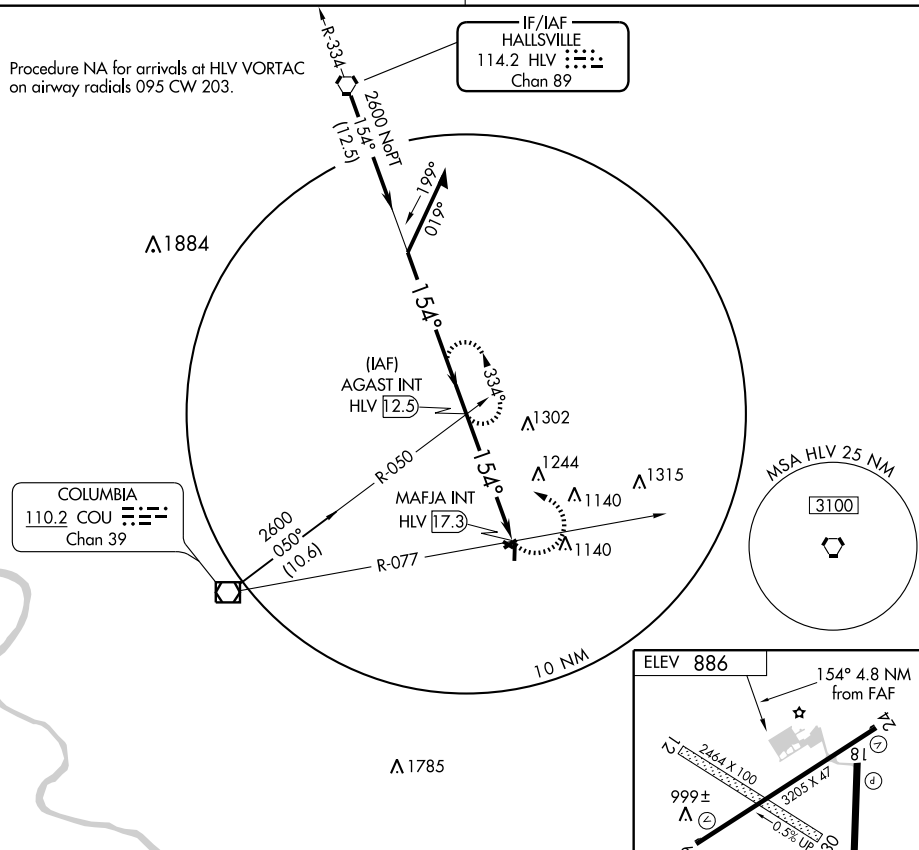 Procedure NA for arrivals at HLV VORTAC
on airway radials 095 CW 203.
IF/IAF
HALLSVILLE
114.2 HLV
Chan 89
R-334
2600 NoPT
154°
(12.5)
199°
019°
1884
154°
(IAF)
AGAST INT
HLV 12.5
334°
1302
R-050
154°
1244
1315
1140
MAFJA INT
HLV 17.3
1140
COLUMBIA
110.2 COU
Chan 39
2600
050°
(10.6)
R-077
10 NM
1785
MSA HLV 25 NM
3100
ELEV 886
154° 4.8 NM
from FAF
24
V
18
P
12
2464 X 100
3205 X 47
999±
V
0.5% UP
30